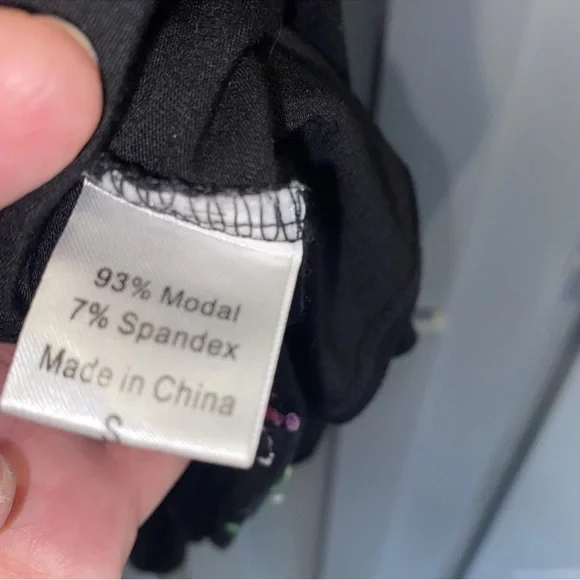 93% Modal
7% Spandex
Made in China
S